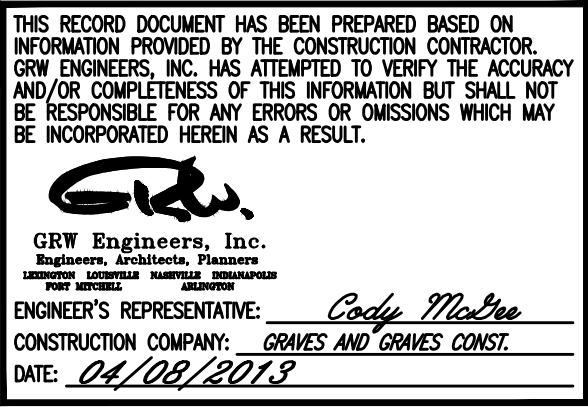 THIS RECORD DOCUMENT HAS BEEN PREPARED BASED ON
INFORMATION PROVIDED BY THE CONSTRUCTION CONTRACTOR.
GRW ENGINEERS, INC. HAS ATTEMPTED TO VERIFY THE ACCURACY
AND/OR COMPLETENESS OF THIS INFORMATION BUT SHALL NOT
BE RESPONSIBLE FOR ANY ERRORS OR OMISSIONS WHICH MAY
BE INCORPORATED HEREIN AS A RESULT.
GRW.
GRW Engineers, Inc.
Engineers, Architects, Planners
LEXINGTON LOUISVILLE NASHVILLE INDIANAPOLIS
FORT MITCHELL ARLINGTON
ENGINEER'S REPRESENTATIVE: Cody McGee
CONSTRUCTION COMPANY: GRAVES AND GRAVES CONST.
DATE: 04/08/2013